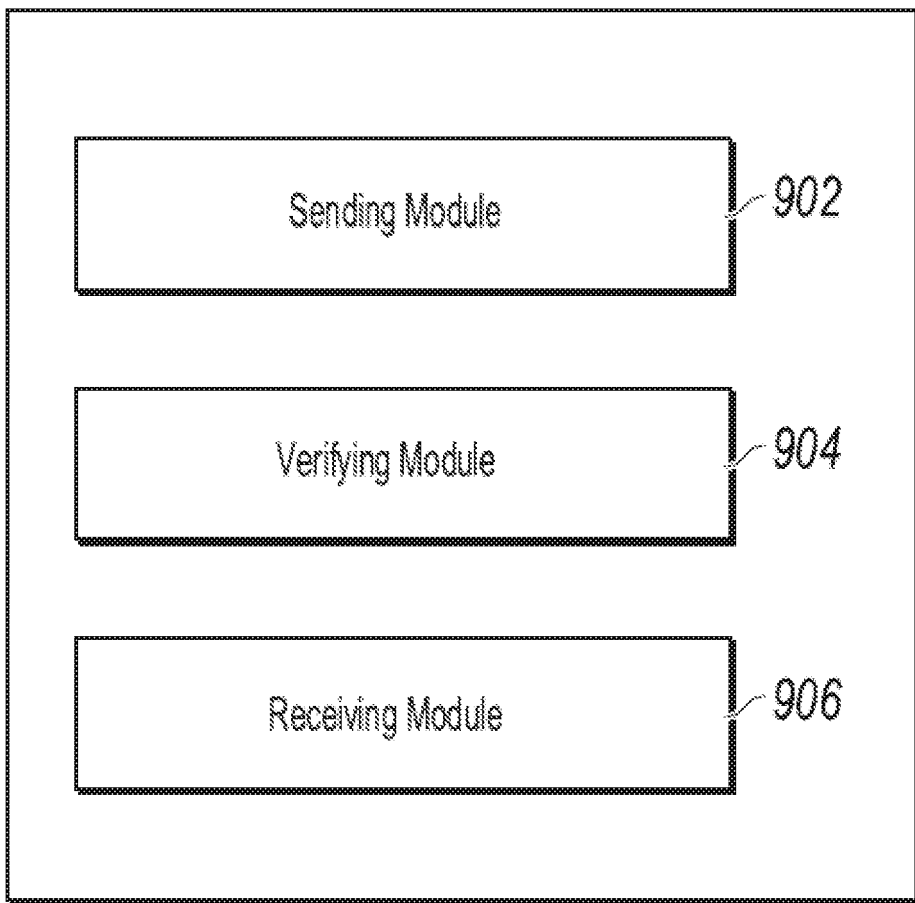 Sending Module
902
Verifying Module
904
Receiving Module
906